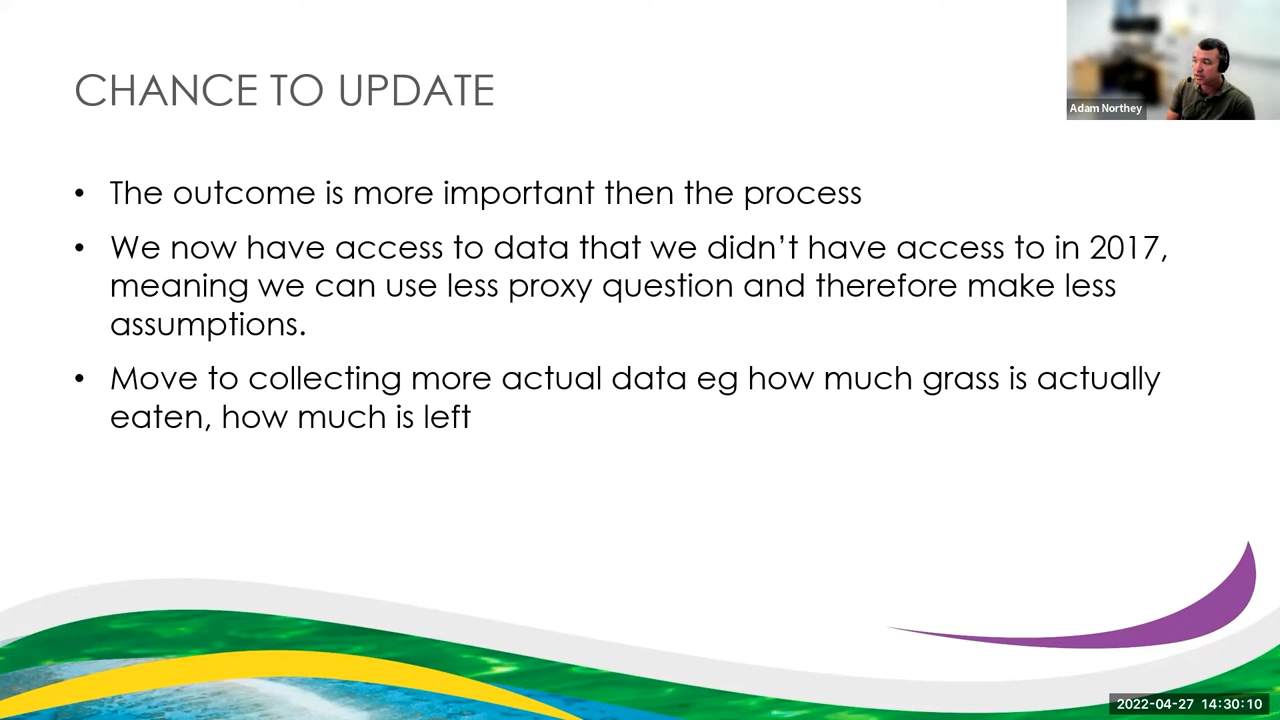 CHANCE TO UPDATE
Adam Northey
• The outcome is more important then the process
• We now have access to data that we didn’t have access to in 2017,
meaning we can use less proxy question and therefore make less
assumptions.
• Move to collecting more actual data eg how much grass is actually
eaten, how much is left
2022-04-27 14:30:10